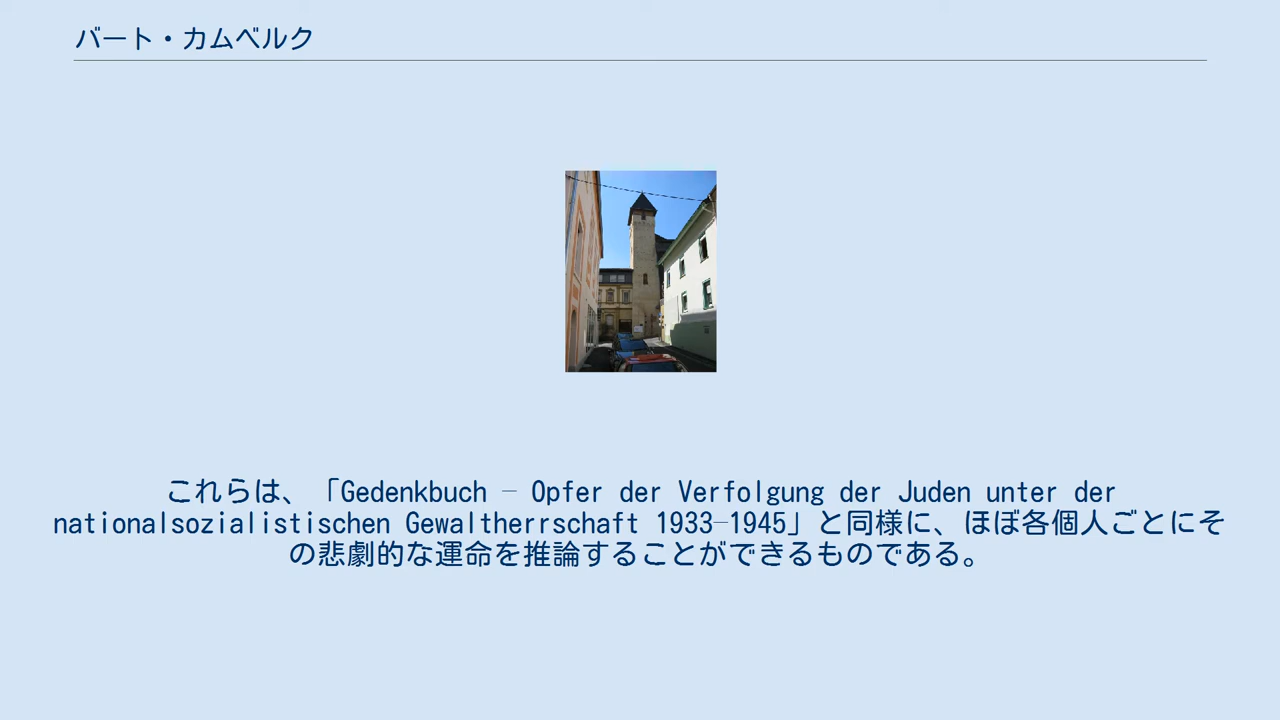 バート・カムベルク
これらは、「Gedenkbuch – Opfer der Verfolgung der Juden unter der
nationalsozialistischen Gewaltherrschaft 1933–1945」と同様に、ほぼ各個人ごとにそ
の悲劇的な運命を推論することができるものである。